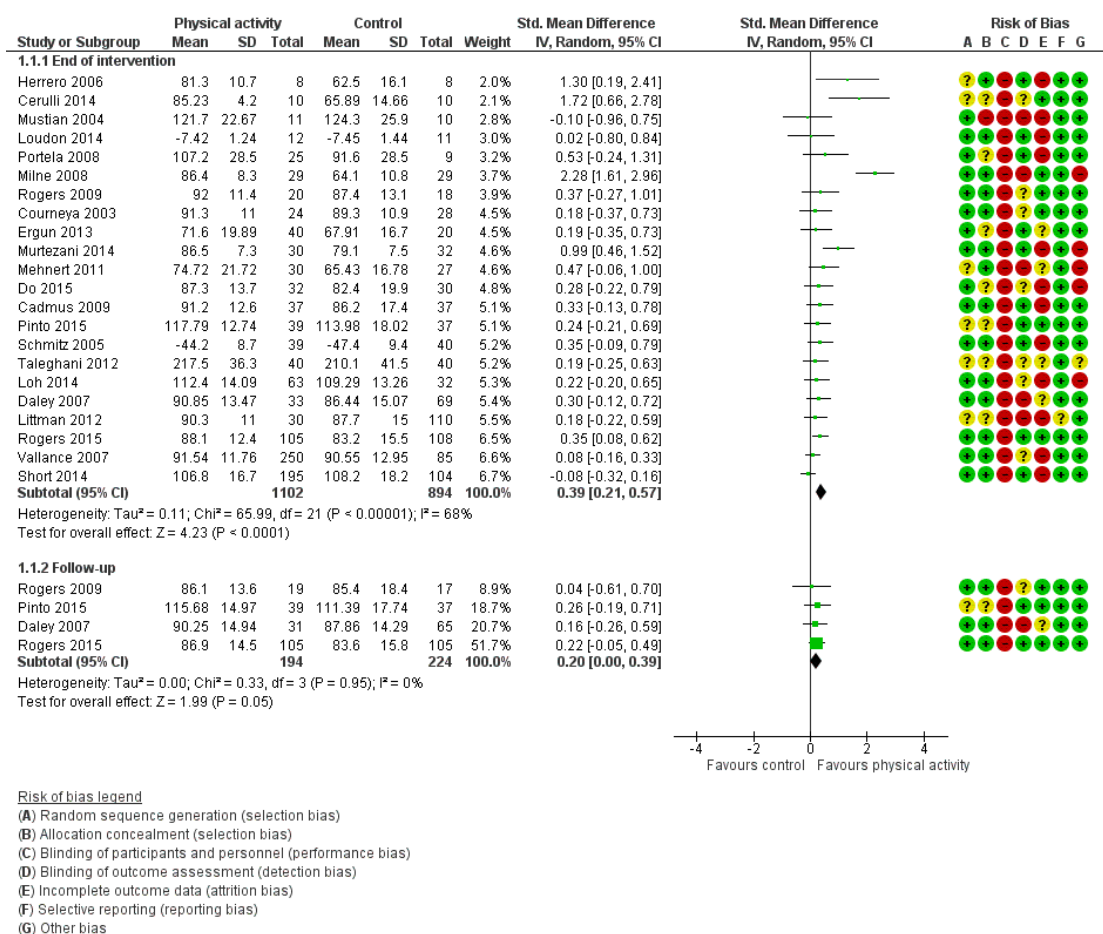 Physical activity Control Std. Mean Difference Std. Mean Difference Risk of Bias
Study or Subgroup Mean SD Total Mean SD Total Weight IV, Random, 95% CI IV, Random, 95% CI A B C D E F G
1.1.1 End of intervention
Herrero 2006 81.3 10.7 8 62.5 16.1 8 2.0% 1.30 [0.19, 2.41] ? + - + - + +
Cerulli 2014 85.23 4.2 10 65.89 14.66 10 2.1% 1.72 [0.66, 2.78] ? ? - ? + + +
Mustian 2004 121.7 22.67 11 124.3 25.9 10 2.8% -0.10 [-0.96, 0.75] + - - - - + +
Loudon 2014 -7.42 1.24 12 -7.45 1.44 11 2.9% 0.02 [-0.80, 0.84] + + - + - + +
Portela 2008 107.2 28.5 25 91.6 28.5 9 3.2% 0.53 [-0.24, 1.31] + ? - - - + +
Milne 2008 86.4 8.3 29 64.1 10.8 29 3.7% 2.28 [1.61, 2.96] + + - - + + -
Rogers 2009 92 11.4 20 87.4 13.1 18 3.9% 0.37 [-0.27, 1.01] + + - ? + + +
Courneya 2003 91.3 11 24 89.3 10.9 28 4.5% 0.18 [-0.37, 0.73] + + - ? + + +
Ergun 2013 71.6 19.89 40 67.91 16.7 20 4.5% 0.19 [-0.35, 0.73] + ? - + ? + +
Murtezani 2014 86.5 7.3 30 79.1 7.5 32 4.6% 0.99 [0.46, 1.52] + + - + - + -
Mehnert 2011 74.72 21.72 30 65.43 16.78 27 4.6% 0.47 [-0.06, 1.00] ? + - - ? + -
Do 2015 87.3 13.7 32 82.4 19.9 30 4.8% 0.28 [-0.22, 0.79] + ? - ? - + -
Cadmus 2009 91.2 12.6 37 86.2 17.4 37 5.1% 0.33 [-0.13, 0.78] + + - + + + +
Pinto 2015 117.79 12.74 39 113.98 18.02 37 5.1% 0.24 [-0.21, 0.69] ? ? - + + + +
Schmitz 2005 -44.2 8.7 39 -47.4 9.4 40 5.2% 0.35 [-0.09, 0.79] + + - - + + +
Taleghani 2012 217.5 36.3 40 210.1 41.5 40 5.2% 0.19 [-0.25, 0.63] ? ? - ? ? + ?
Loh 2014 112.4 14.09 63 109.29 13.26 32 5.3% 0.22 [-0.20, 0.65] + + - ? - + -
Daley 2007 90.85 13.47 33 86.44 15.07 69 5.4% 0.30 [-0.12, 0.72] + + - - ? + +
Littman 2012 90.3 11 30 87.7 15 110 5.5% 0.18 [-0.22, 0.59] ? ? - - - ? +
Rogers 2015 88.1 12.4 105 83.2 15.5 108 6.6% 0.35 [0.08, 0.62] + + - + + + +
Vallance 2007 91.54 11.76 250 90.55 12.95 85 6.7% 0.08 [-0.16, 0.33] + + - ? - + +
Short 2014 106.8 16.7 195 108.2 18.2 104 6.7% -0.08 [-0.32, 0.16] + + - + - + +
Subtotal (95% CI) 1102 894 100.0% 0.39 [0.21, 0.57]
Heterogeneity: Tau² = 0.11; Chi² = 65.99, df = 21 (P < 0.00001); I² = 68%
Test for overall effect: Z = 4.23 (P < 0.0001)
1.1.2 Follow-up
Rogers 2009 86.1 13.6 19 85.4 18.4 17 8.9% 0.04 [-0.61, 0.70] + + - ? + + +
Pinto 2015 115.68 14.97 39 111.39 17.74 37 18.7% 0.26 [-0.19, 0.71] ? ? - + + + +
Daley 2007 90.25 14.94 31 87.86 14.29 65 20.7% 0.16 [-0.26, 0.59] + + - - ? + +
Rogers 2015 86.9 14.5 105 83.6 15.8 105 51.7% 0.22 [-0.05, 0.49] + + - + + + +
Subtotal (95% CI) 194 224 100.0% 0.20 [0.00, 0.39]
Heterogeneity: Tau² = 0.00; Chi² = 0.33, df = 3 (P = 0.95); I² = 0%
Test for overall effect: Z = 1.99 (P = 0.05)
-4 -2 0 2 4
Favours control Favours physical activity
Risk of bias legend
(A) Random sequence generation (selection bias)
(B) Allocation concealment (selection bias)
(C) Blinding of participants and personnel (performance bias)
(D) Blinding of outcome assessment (detection bias)
(E) Incomplete outcome data (attrition bias)
(F) Selective reporting (reporting bias)
(G) Other bias